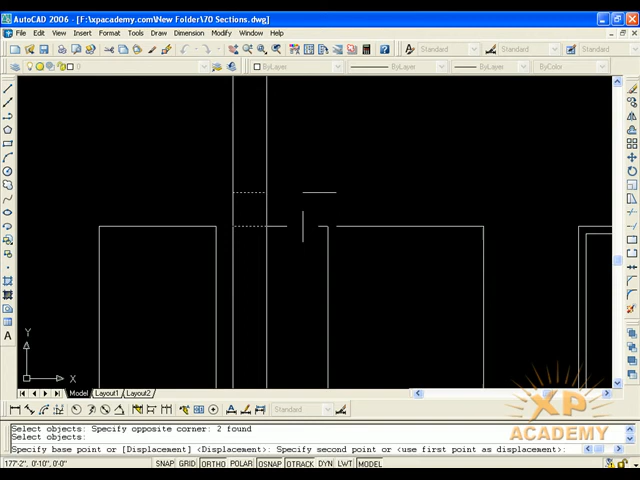 AutoCAD 2006 - [F:\xpacademy.com\New Folder\70 Sections.dwg]
File Edit View Insert Format Tools Draw Dimension Modify Window Help
Standard Standard Standard
0 ByLayer ByLayer ByLayer ByColor
Y
X
Model Layout1 Layout2
Standard
XP
ACADEMY
Select objects: Specify opposite corner: 2 found
Select objects:
Specify base point or [Displacement] <Displacement>: Specify second point or <use first point as displacement>:
177'-2", 0'-10", 0'-0" SNAP GRID ORTHO POLAR OSNAP OTRACK DYN LWT MODEL